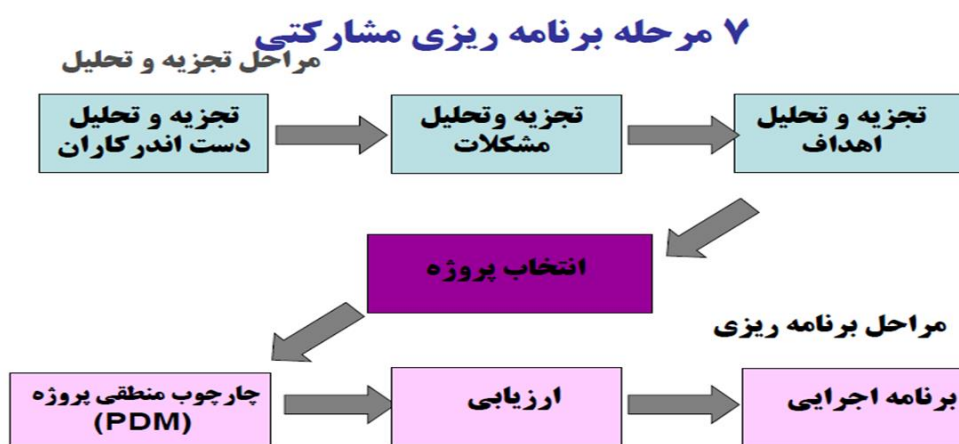 ۷ مرحله برنامه ریزی مشارکتی
مراحل تجزیه و تحلیل
تجزیه و تحلیل
دست اندرکاران
تجزیه وتحلیل
مشکلات
تجزیه و تحلیل
اهداف
انتخاب پروژه
مراحل برنامه ریزی
چارچوب منطقی پروژه
(PDM)
ارزیابی
برنامه اجرایی